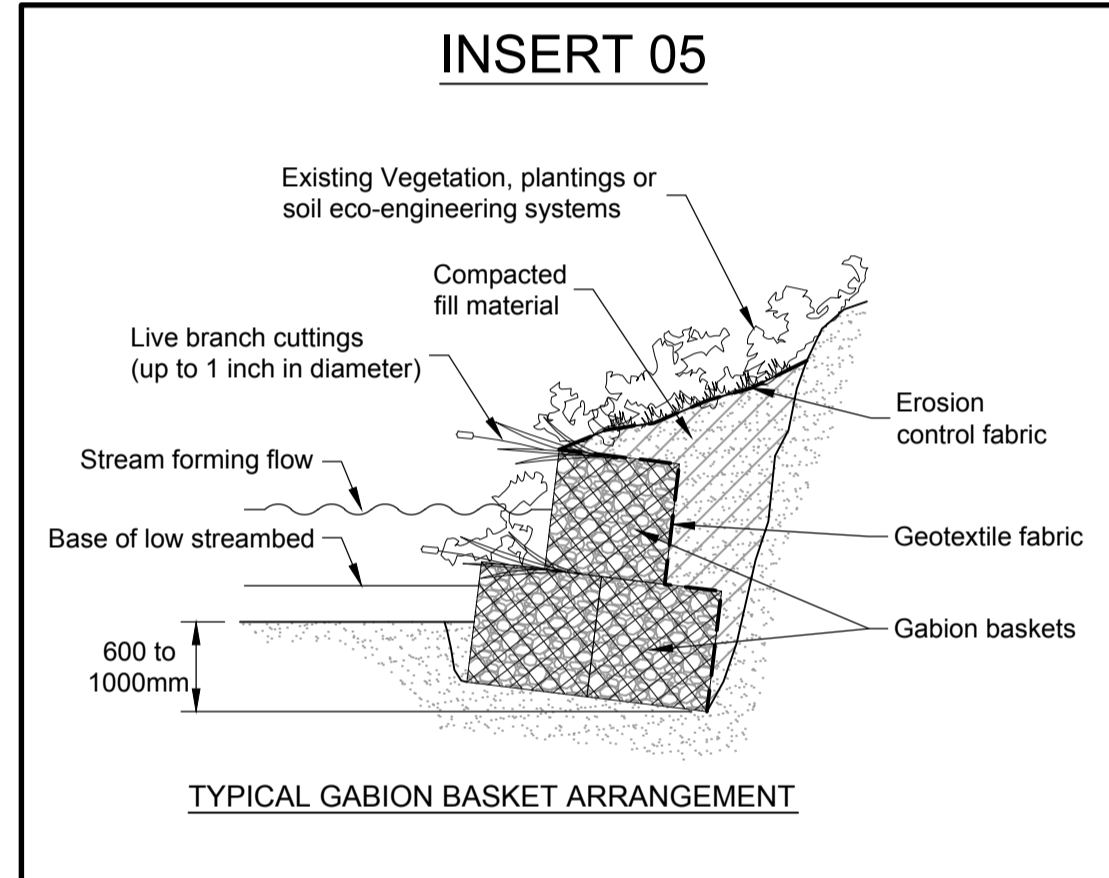 INSERT 05
Existing Vegetation, plantings or
soil eco-engineering systems
Compacted
fill material
Live branch cuttings
(up to 1 inch in diameter)
Stream forming flow
Base of low streambed
600 to
1000mm
Erosion
control fabric
Geotextile fabric
Gabion baskets
TYPICAL GABION BASKET ARRANGEMENT